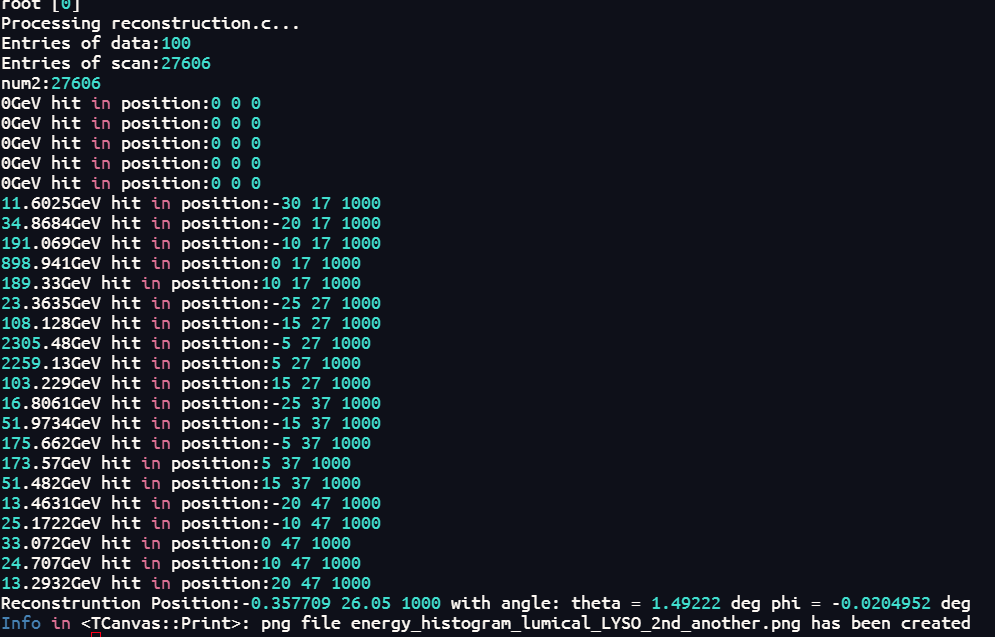 root [0]
Processing reconstruction.c...
Entries of data:100
Entries of scan:27606
num2:27606
0GeV hit in position:0 0 0
0GeV hit in position:0 0 0
0GeV hit in position:0 0 0
0GeV hit in position:0 0 0
0GeV hit in position:0 0 0
11.6025GeV hit in position:-30 17 1000
34.8684GeV hit in position:-20 17 1000
191.069GeV hit in position:-10 17 1000
898.941GeV hit in position:0 17 1000
189.33GeV hit in position:10 17 1000
23.3635GeV hit in position:-25 27 1000
108.128GeV hit in position:-15 27 1000
2305.48GeV hit in position:-5 27 1000
2259.13GeV hit in position:5 27 1000
103.229GeV hit in position:15 27 1000
16.8061GeV hit in position:-25 37 1000
51.9734GeV hit in position:-15 37 1000
175.662GeV hit in position:-5 37 1000
173.57GeV hit in position:5 37 1000
51.482GeV hit in position:15 37 1000
13.4631GeV hit in position:-20 47 1000
25.1722GeV hit in position:-10 47 1000
33.072GeV hit in position:0 47 1000
24.707GeV hit in position:10 47 1000
13.2932GeV hit in position:20 47 1000
Reconstruntion Position:-0.357709 26.05 1000 with angle: theta = 1.49222 deg phi = -0.0204952 deg
Info in <TCanvas::Print>: png file energy_histogram_lumical_LYSO_2nd_another.png has been created